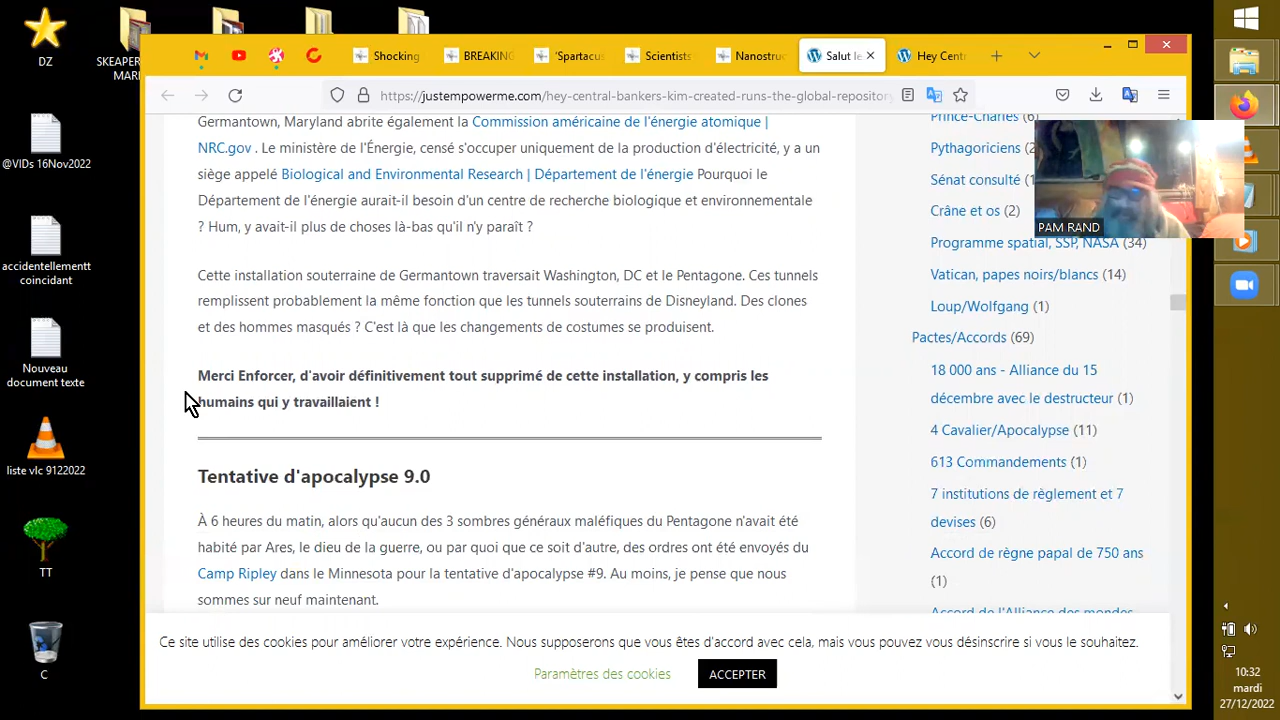 DZ
SKEAPER
MARI
@VIDs 16Nov2022
accidentellementt
coincidant
Nouveau
document texte
liste vlc 9122022
TT
C
Shocking
BREAKING
'Spartacus
Scientists
Nanostruc
Salut le
Hey Centr
https://justempowerme.com/hey-central-bankers-kim-created-runs-the-global-repository
Germantown, Maryland abrite également la Commission américaine de l'énergie atomique |
NRC.gov . Le ministère de l'Énergie, censé s'occuper uniquement de la production d'électricité, y a un
siège appelé Biological and Environmental Research | Département de l'énergie Pourquoi le
Département de l'énergie aurait-il besoin d'un centre de recherche biologique et environnementale
? Hum, y avait-il plus de choses là-bas qu'il n'y paraît ?
Cette installation souterraine de Germantown traversait Washington, DC et le Pentagone. Ces tunnels
remplissent probablement la même fonction que les tunnels souterrains de Disneyland. Des clones
et des hommes masqués ? C'est là que les changements de costumes se produisent.
Merci Enforcer, d'avoir définitivement tout supprimé de cette installation, y compris les
humains qui y travaillaient !
Tentative d'apocalypse 9.0
À 6 heures du matin, alors qu'aucun des 3 sombres généraux maléfiques du Pentagone n'avait été
habité par Ares, le dieu de la guerre, ou par quoi que ce soit d'autre, des ordres ont été envoyés du
Camp Ripley dans le Minnesota pour la tentative d'apocalypse #9. Au moins, je pense que nous
sommes sur neuf maintenant.
Prince-Charles (6)
Pythagoriciens (2
Sénat consulté (1
Crâne et os (2)
Programme spatial, SSP, NASA (34)
Vatican, papes noirs/blancs (14)
Loup/Wolfgang (1)
Pactes/Accords (69)
18 000 ans - Alliance du 15
décembre avec le destructeur (1)
4 Cavalier/Apocalypse (11)
613 Commandements (1)
7 institutions de règlement et 7
devises (6)
Accord de règne papal de 750 ans
(1)
Accord de l'Alliance des mondes
PAM RAND
Ce site utilise des cookies pour améliorer votre expérience. Nous supposerons que vous êtes d'accord avec cela, mais vous pouvez vous désinscrire si vous le souhaitez.
Paramètres des cookies
ACCEPTER
10:32
mardi
27/12/2022